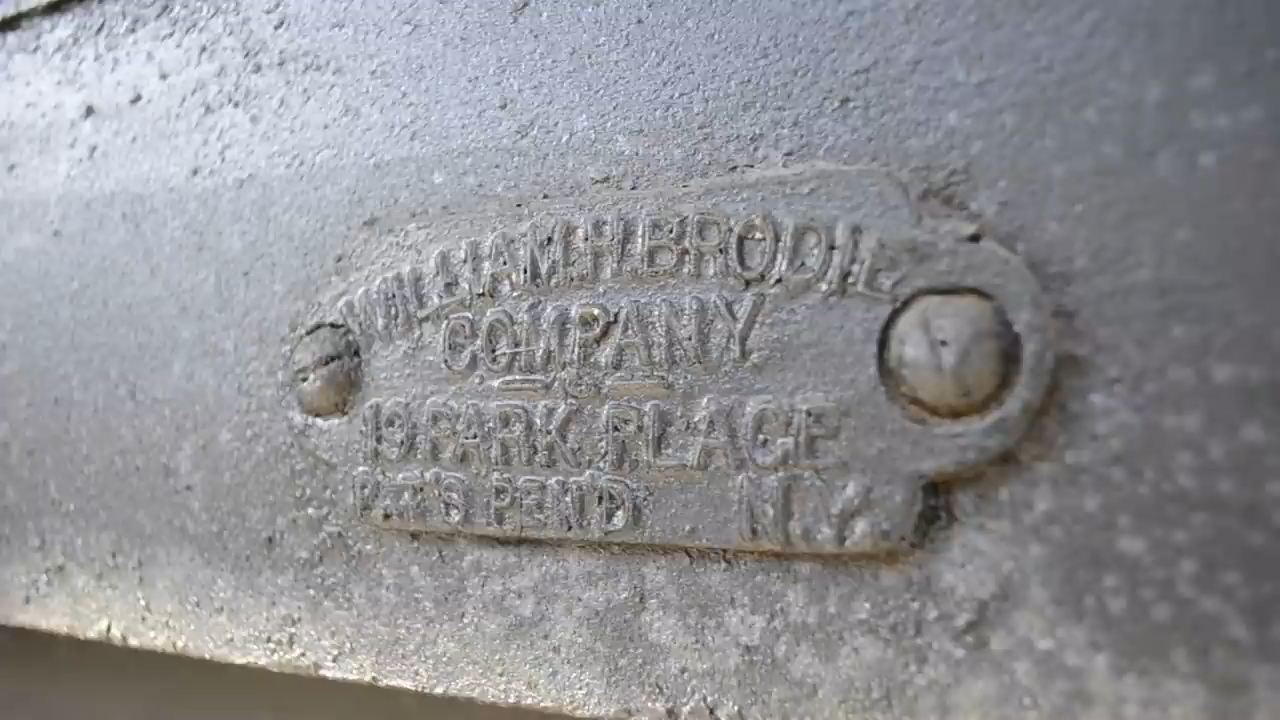 WILLIAM.H.BRODIE
COMPANY
19 PARK PLACE
PAT'S PEND. N.Y.